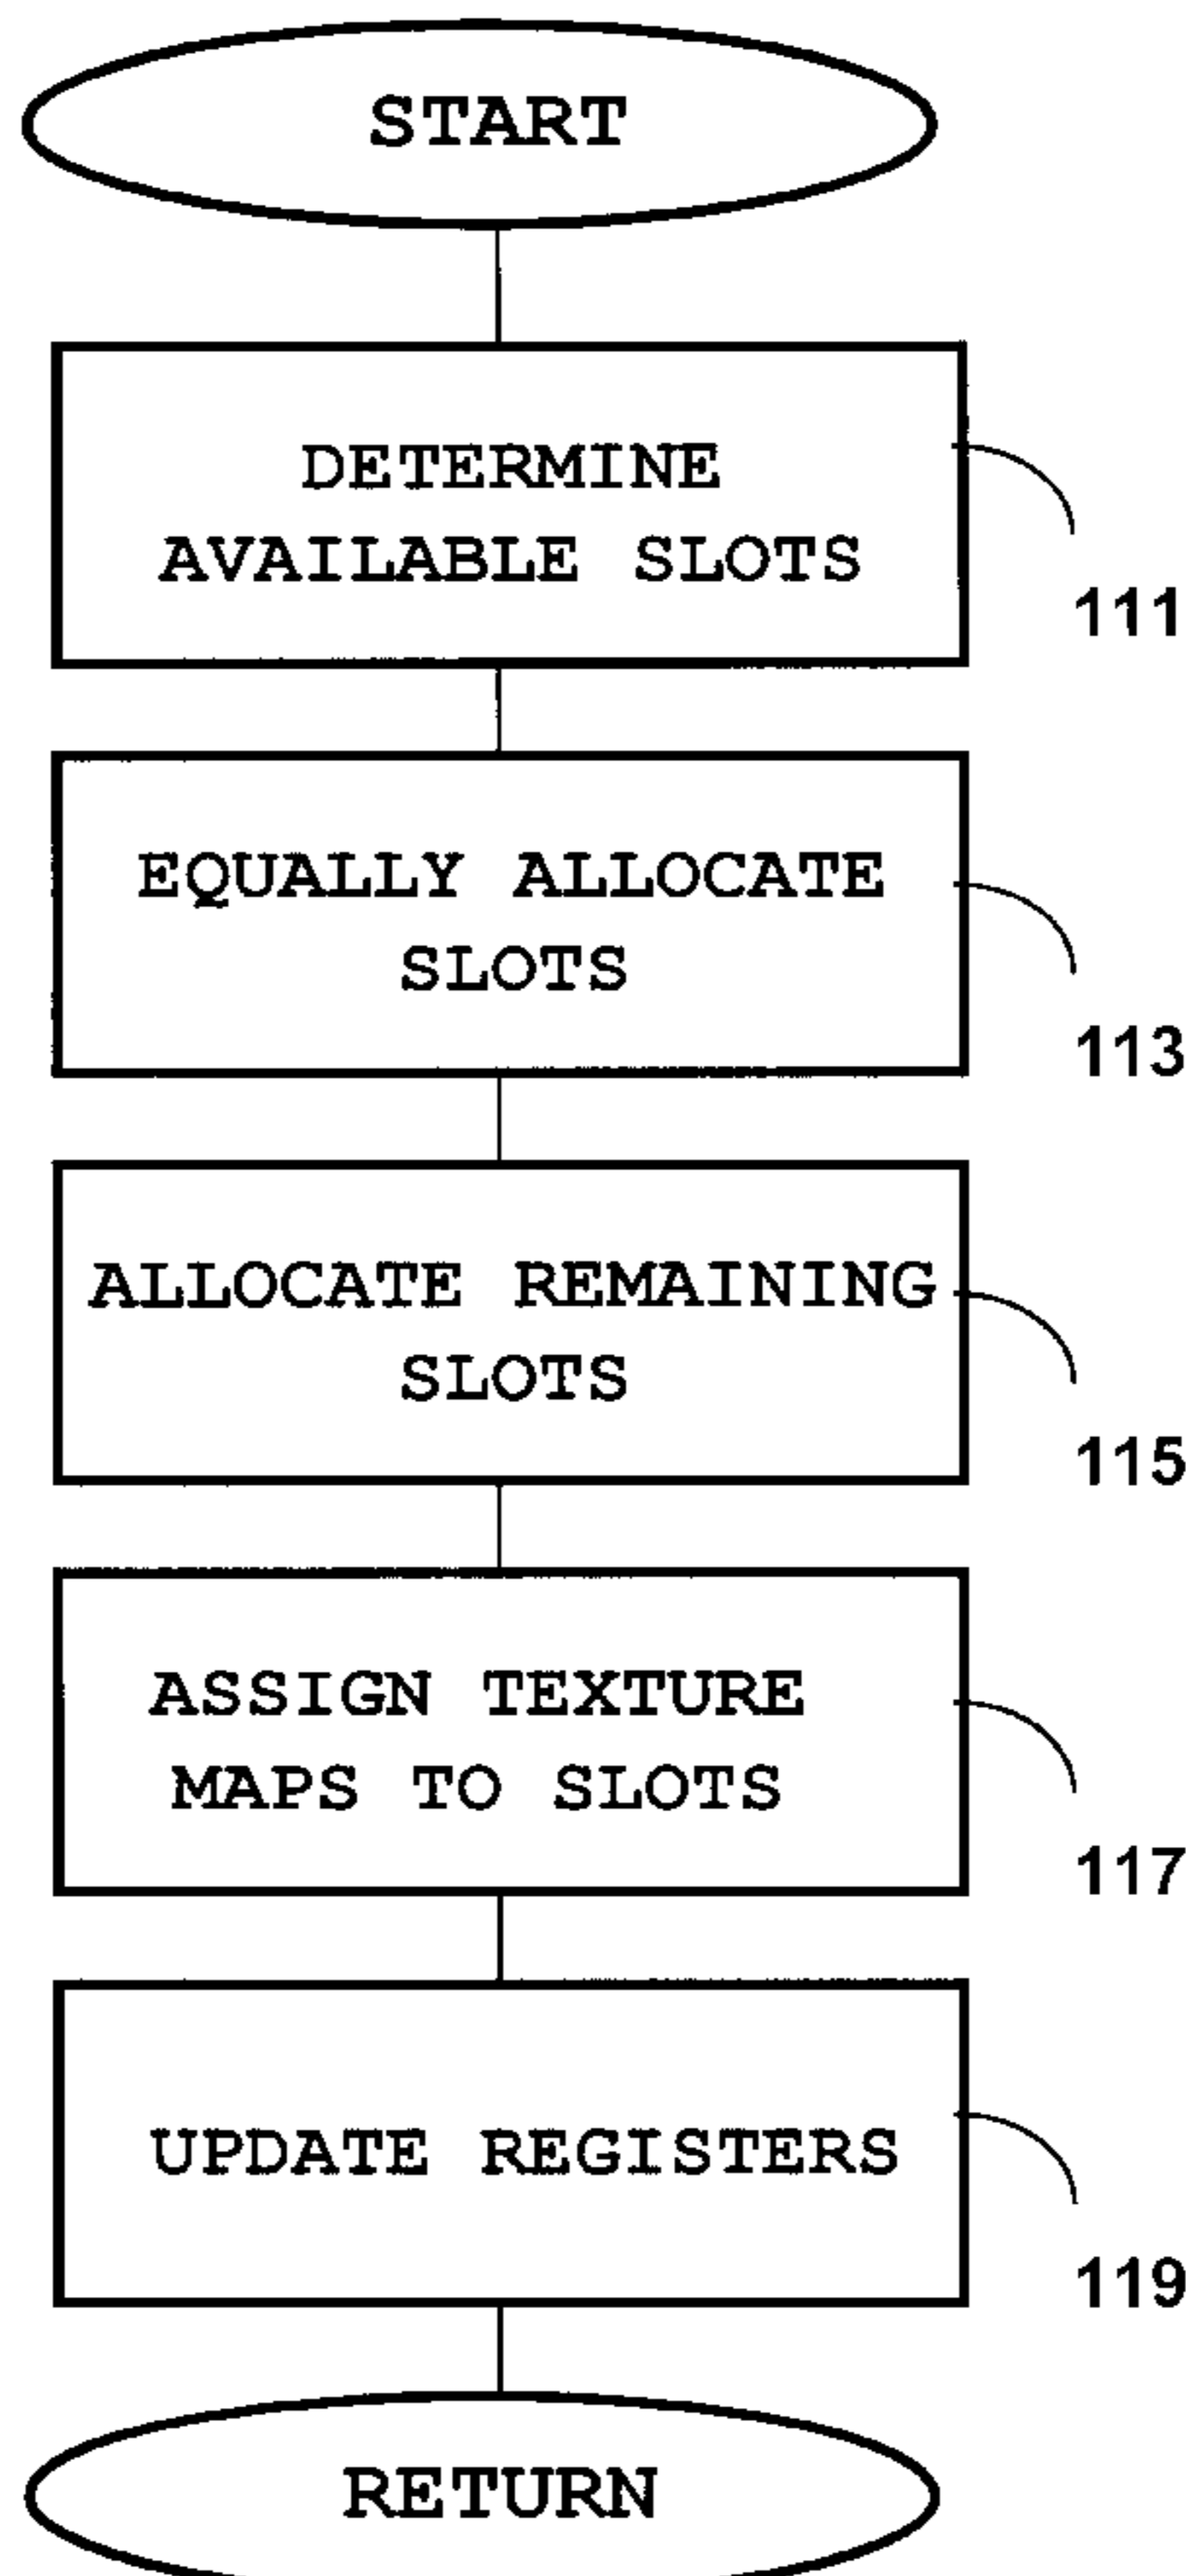 START
DETERMINE
AVAILABLE SLOTS
111
EQUALLY ALLOCATE
SLOTS
113
ALLOCATE REMAINING
SLOTS
115
ASSIGN TEXTURE
MAPS TO SLOTS
117
UPDATE REGISTERS
119
RETURN